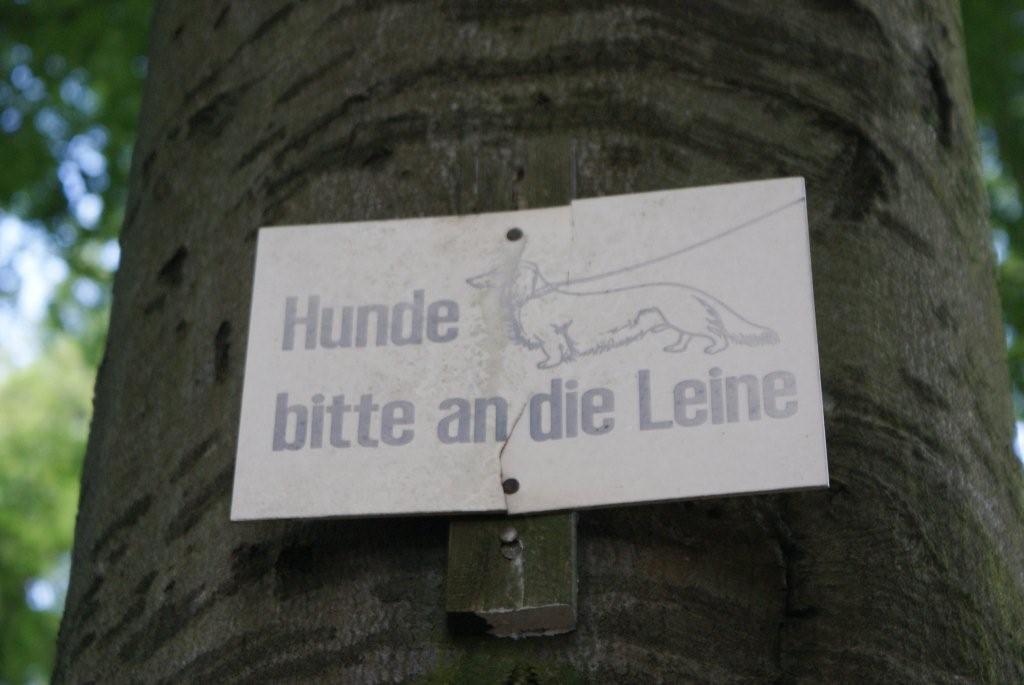 Hunde
bitte an die Leine